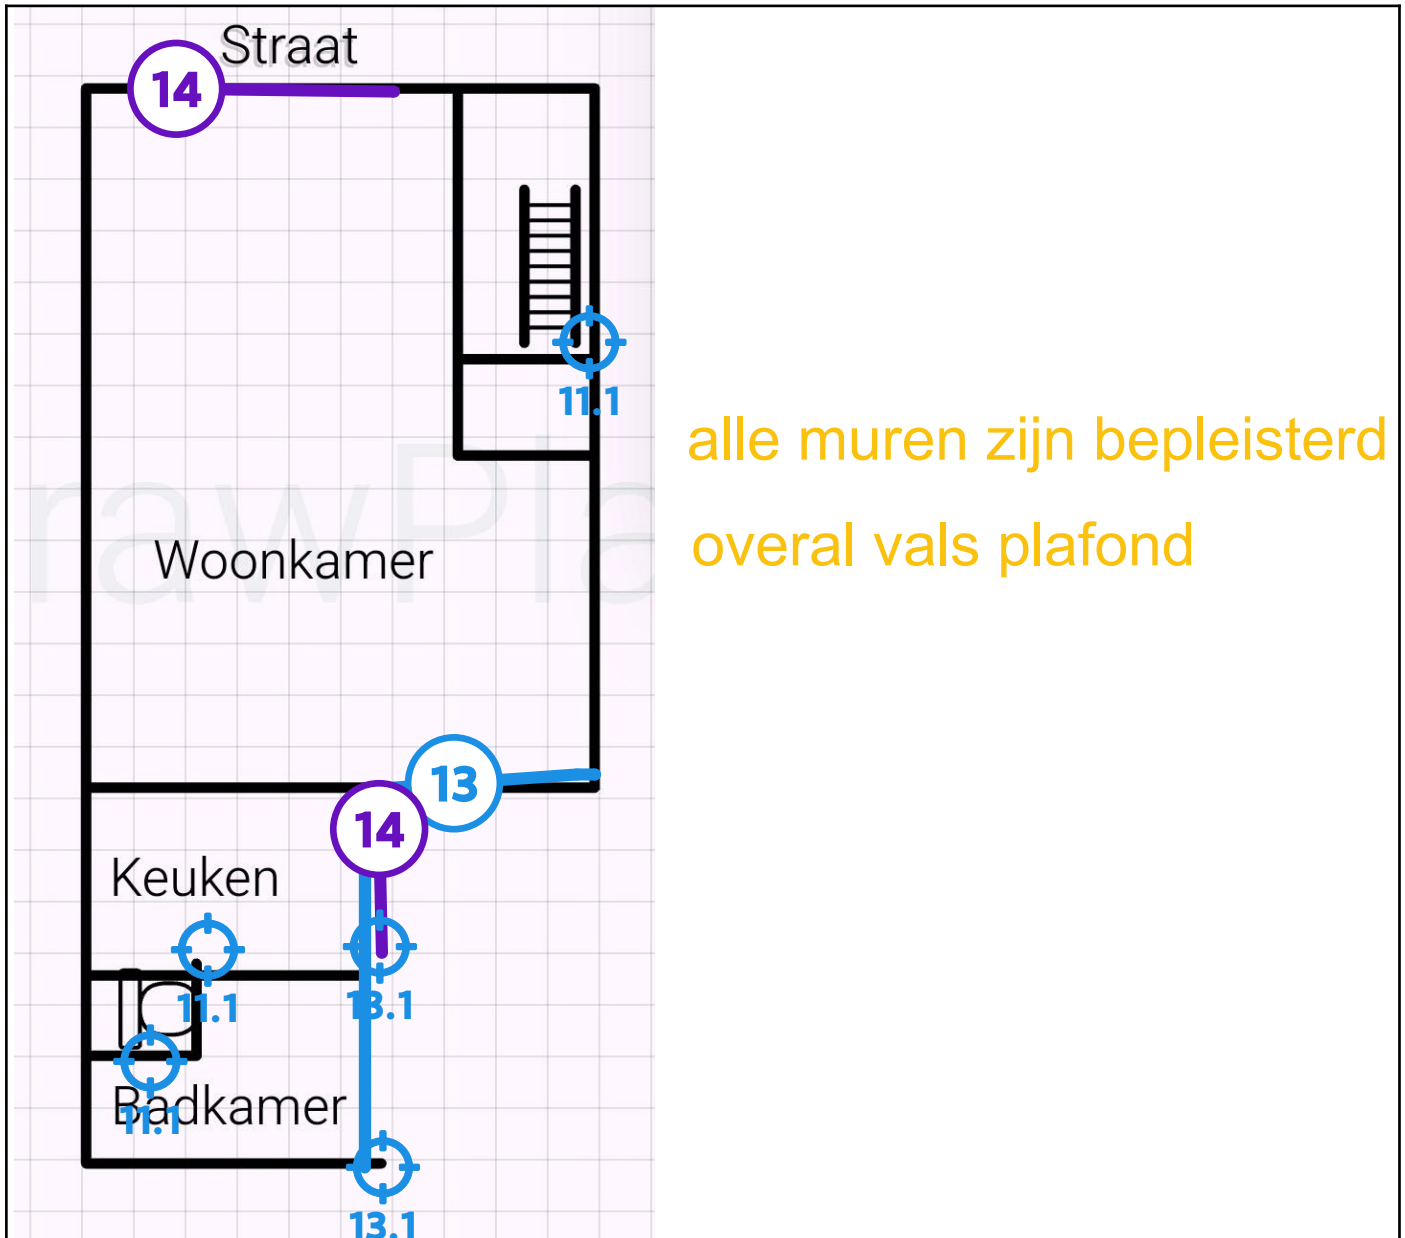 Straat
14
11.1
alle muren zijn bepleisterd
rawPla
overal vals plafond
Woonkamer
13
14
Keuken
11.1
13.1
11.1
Badkamer
13.1